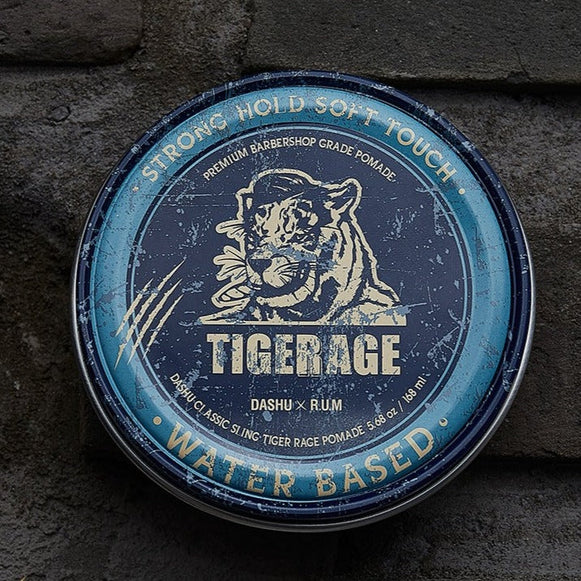 STRONG HOLD SOFT TOUCH
PREMIUM BARBERSHOP GRADE POMADE
TIGERAGE
DASHU × R.U.M
DASHU CLASSIC SLING TIGER RAGE POMADE 5.68 oz / 168 ml
· WATER BASED ·